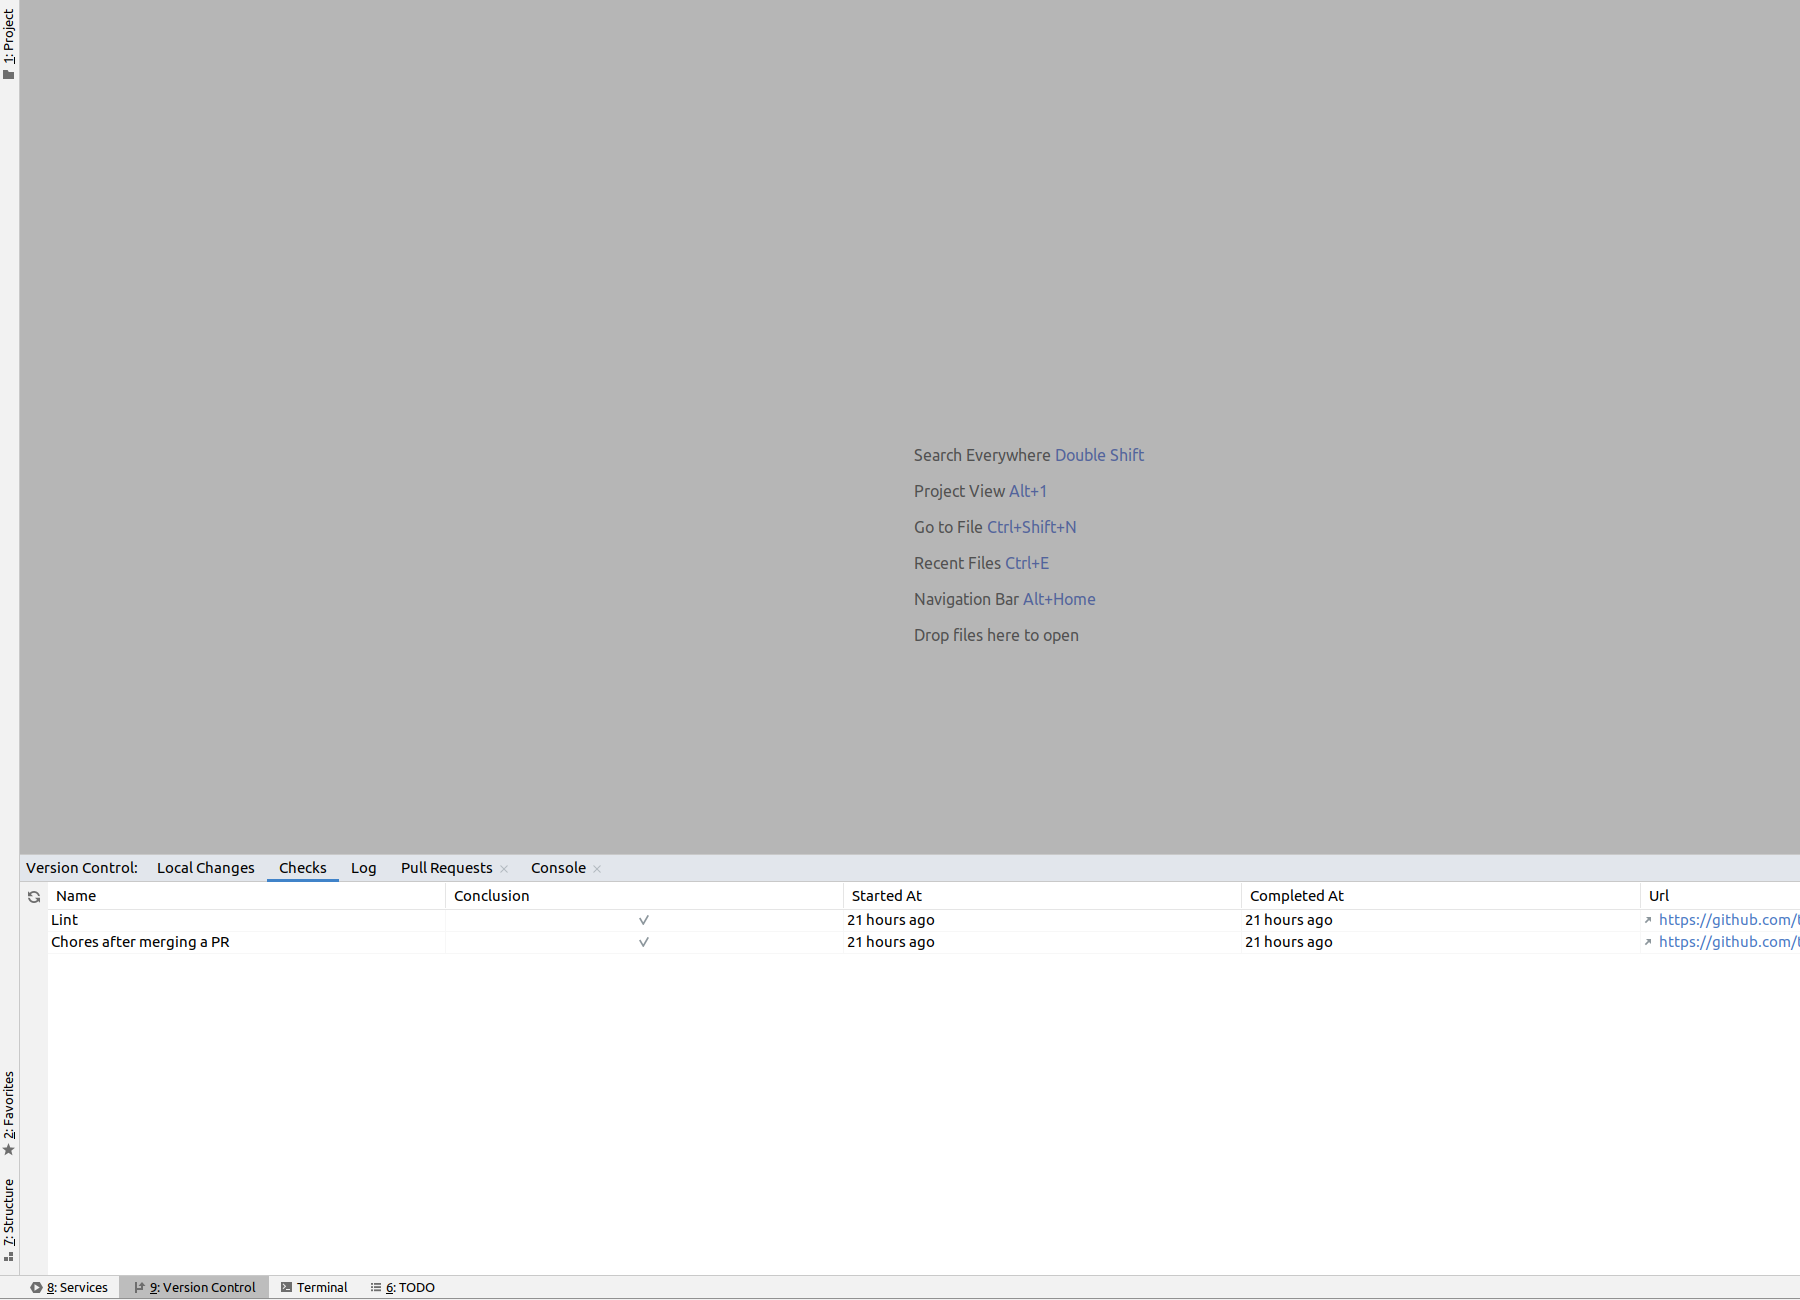 1: Project
Search Everywhere Double Shift
Project View Alt+1
Go to File Ctrl+Shift+N
Recent Files Ctrl+E
Navigation Bar Alt+Home
Drop files here to open
Version Control: Local Changes Checks Log Pull Requests Console
Name Conclusion Started At Completed At Url
Lint 21 hours ago 21 hours ago https://github.com/t
Chores after merging a PR 21 hours ago 21 hours ago https://github.com/t
2: Favorites
7: Structure
8: Services 9: Version Control Terminal 6: TODO